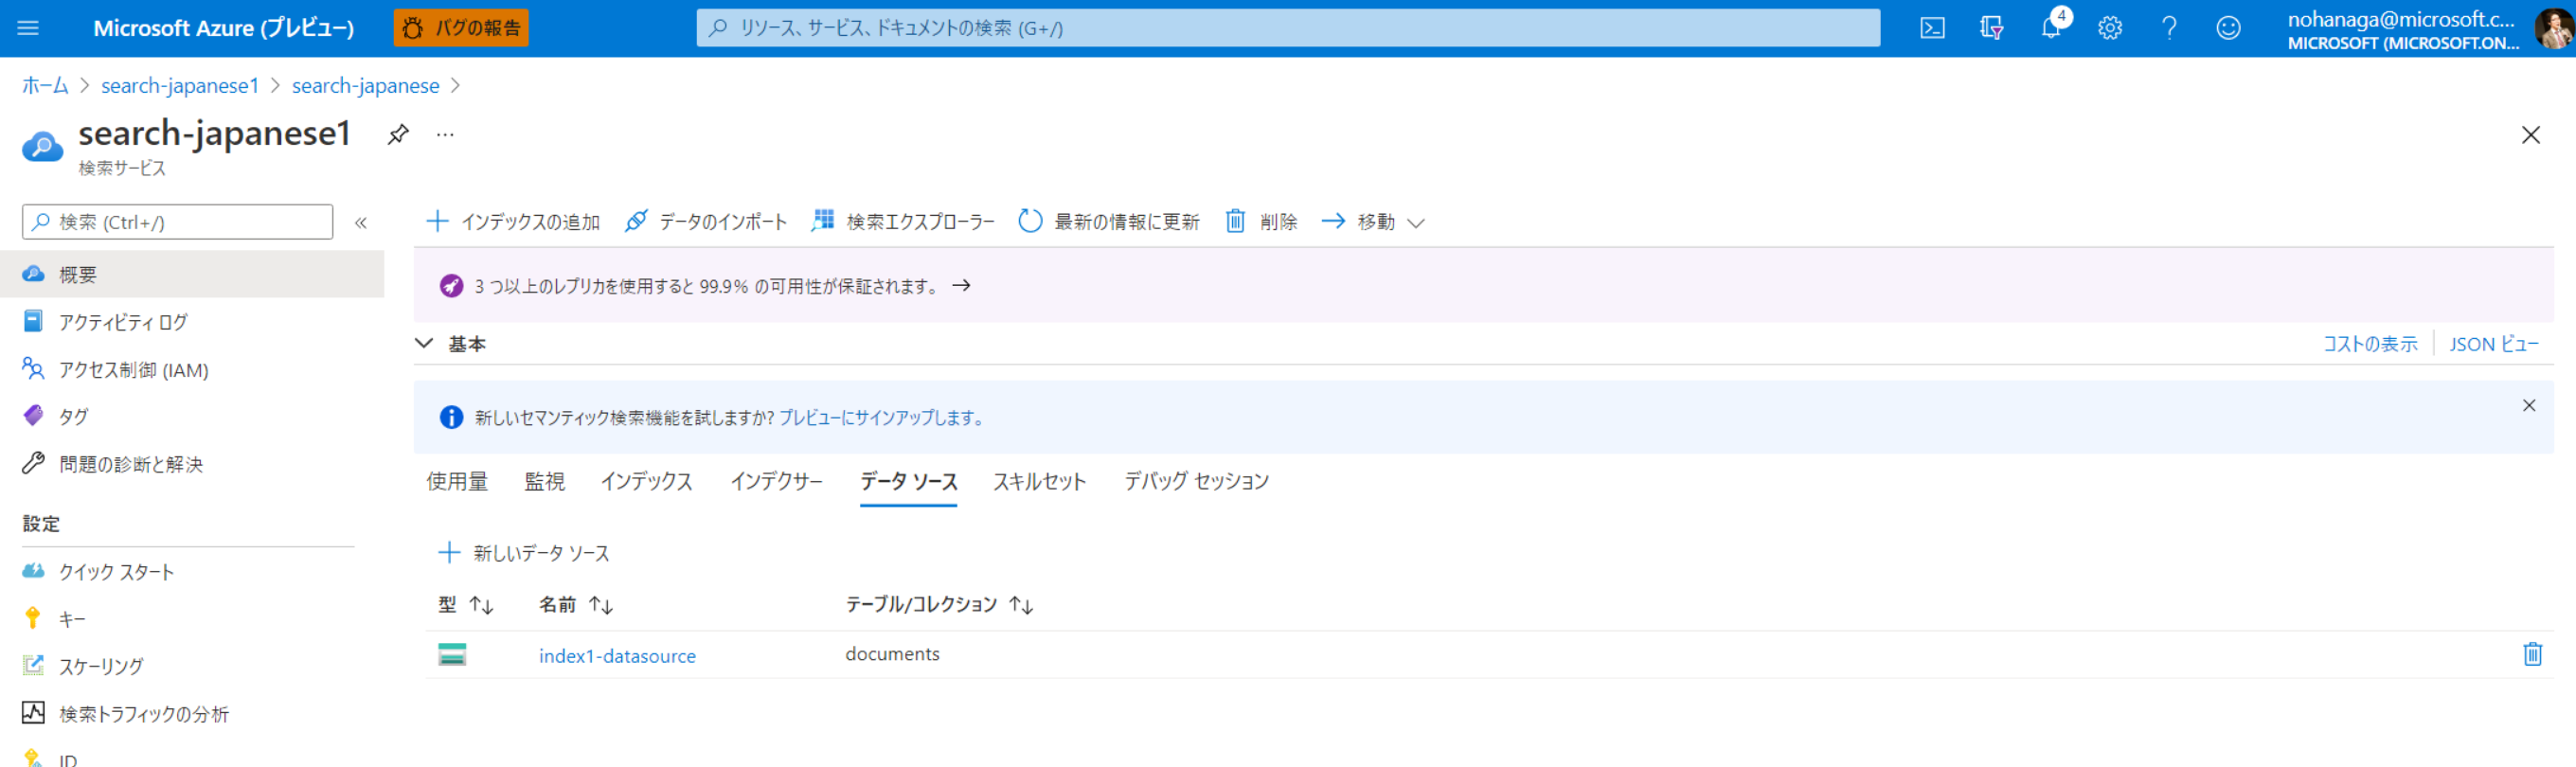 Microsoft Azure (プレビュー) バグの報告 リソース、サービス、ドキュメントの検索 (G+/) 4 nohanaga@microsoft.c...
MICROSOFT (MICROSOFT.ON...
ホーム > search-japanese1 > search-japanese >
search-japanese1 ...
検索サービス
検索 (Ctrl+/) «
概要
アクティビティ ログ
アクセス制御 (IAM)
タグ
問題の診断と解決
設定
クイック スタート
キー
スケーリング
検索トラフィックの分析
ID
インデックスの追加 データのインポート 検索エクスプローラー 最新の情報に更新 削除 移動
3 つ以上のレプリカを使用すると 99.9% の可用性が保証されます。 →
基本 コストの表示 JSON ビュー
新しいセマンティック検索機能を試しますか? プレビューにサインアップします。
使用量 監視 インデックス インデクサー データ ソース スキルセット デバッグ セッション
新しいデータ ソース
型 ↑↓ 名前 ↑↓ テーブル/コレクション ↑↓
index1-datasource documents